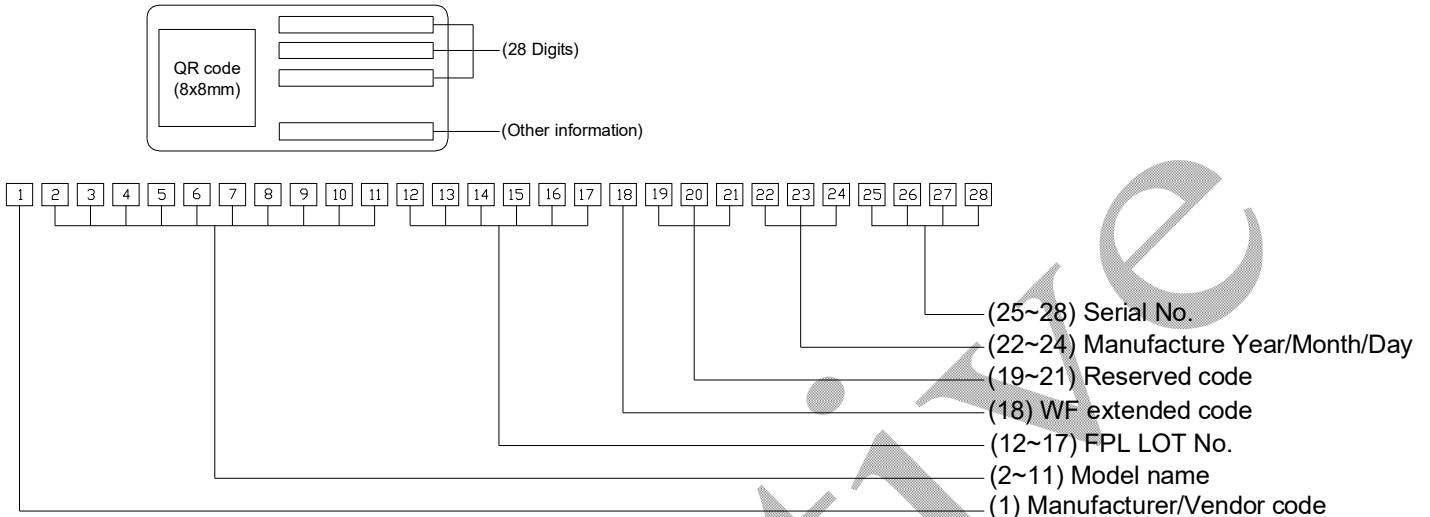 QR code
(8x8mm)
(28 Digits)
(Other information)
1 2 3 4 5 6 7 8 9 10 11 12 13 14 15 16 17 18 19 20 21 22 23 24 25 26 27 28
(25~28) Serial No.
(22~24) Manufacture Year/Month/Day
(19~21) Reserved code
(18) WF extended code
(12~17) FPL LOT No.
(2~11) Model name
(1) Manufacturer/Vendor code